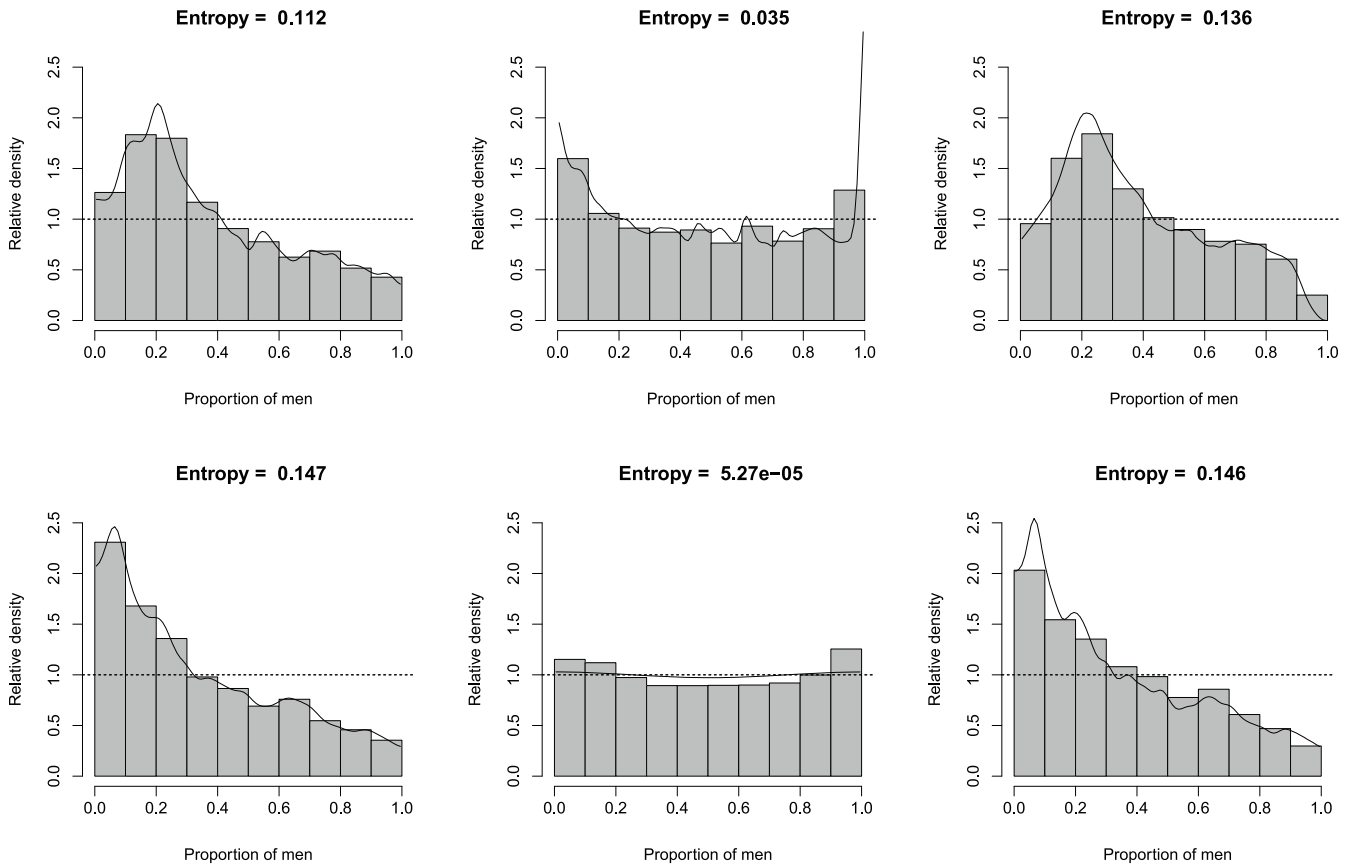 Entropy = 0.112
Relative density
0.0 0.5 1.0 1.5 2.0 2.5
0.0 0.2 0.4 0.6 0.8 1.0
Proportion of men
Entropy = 0.035
Relative density
0.0 0.5 1.0 1.5 2.0 2.5
0.0 0.2 0.4 0.6 0.8 1.0
Proportion of men
Entropy = 0.136
Relative density
0.0 0.5 1.0 1.5 2.0 2.5
0.0 0.2 0.4 0.6 0.8 1.0
Proportion of men
Entropy = 0.147
Relative density
0.0 0.5 1.0 1.5 2.0 2.5
0.0 0.2 0.4 0.6 0.8 1.0
Proportion of men
Entropy = 5.27e−05
Relative density
0.0 0.5 1.0 1.5 2.0 2.5
0.0 0.2 0.4 0.6 0.8 1.0
Proportion of men
Entropy = 0.146
Relative density
0.0 0.5 1.0 1.5 2.0 2.5
0.0 0.2 0.4 0.6 0.8 1.0
Proportion of men